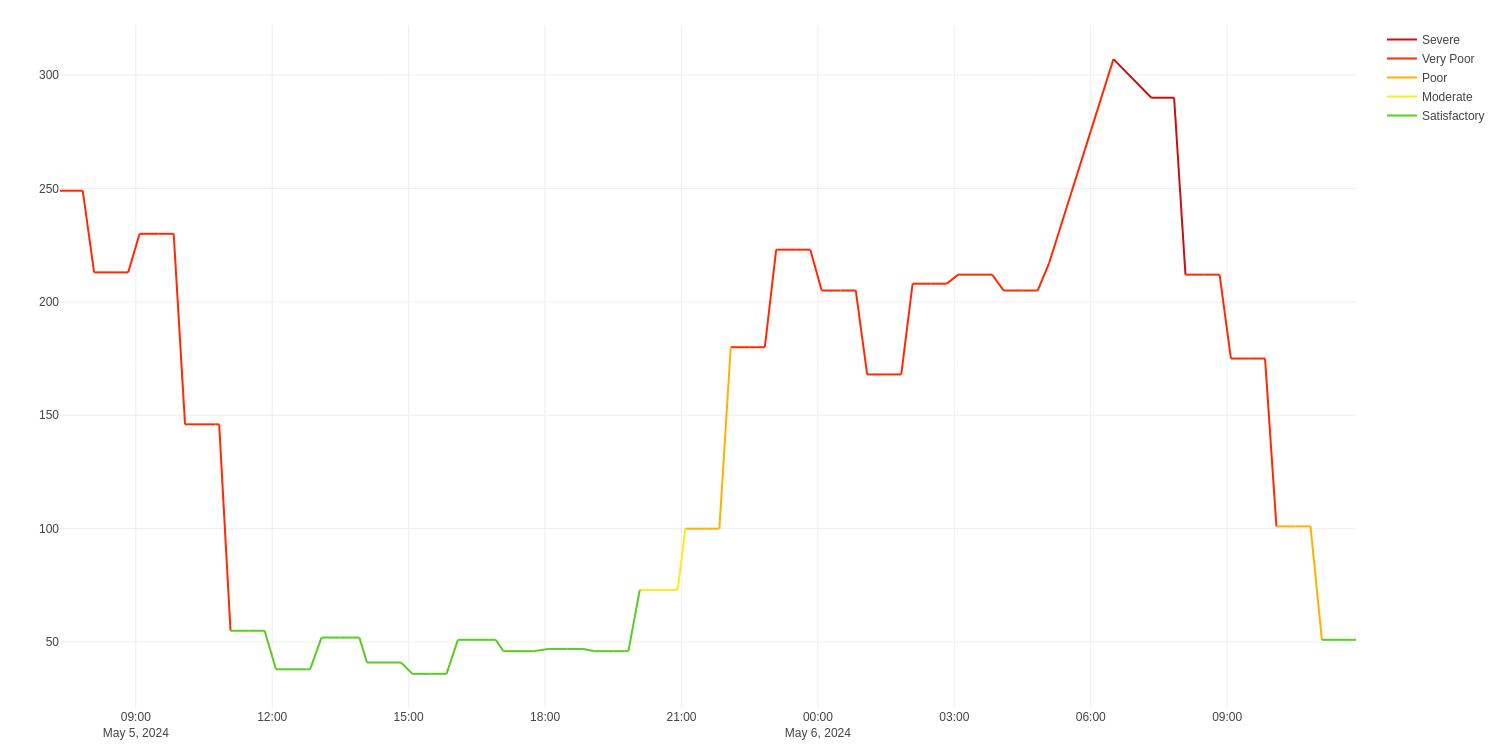 300
250
200
150
100
50
09:00
May 5, 2024
12:00
15:00
18:00
21:00
00:00
May 6, 2024
03:00
06:00
09:00
Severe
Very Poor
Poor
Moderate
Satisfactory